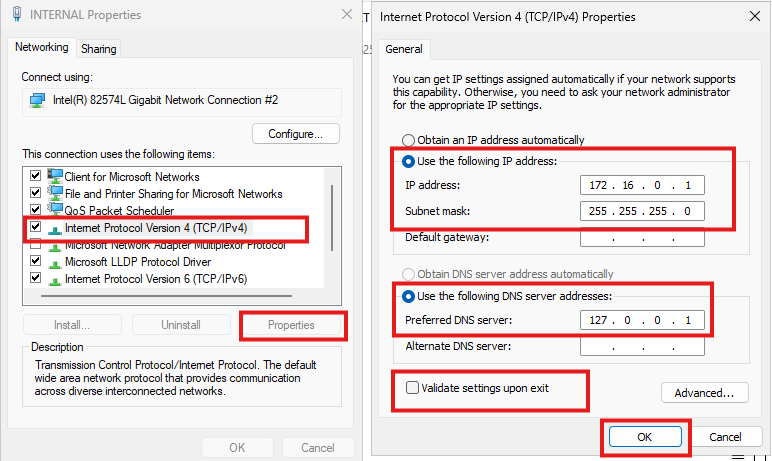 INTERNAL Properties
Networking
Sharing
Connect using:
Intel(R) 82574L Gigabit Network Connection #2
Configure...
This connection uses the following items:
Client for Microsoft Networks
File and Printer Sharing for Microsoft Networks
QoS Packet Scheduler
Internet Protocol Version 4 (TCP/IPv4)
Microsoft Network Adapter Multiplexor Protocol
Microsoft LLDP Protocol Driver
Internet Protocol Version 6 (TCP/IPv6)
Install...
Uninstall
Properties
Description
Transmission Control Protocol/Internet Protocol. The default
wide area network protocol that provides communication
across diverse interconnected networks.
OK
Cancel
Internet Protocol Version 4 (TCP/IPv4) Properties
General
You can get IP settings assigned automatically if your network supports
this capability. Otherwise, you need to ask your network administrator
for the appropriate IP settings.
Obtain an IP address automatically
Use the following IP address:
IP address: 172 . 16 . 0 . 1
Subnet mask: 255 . 255 . 255 . 0
Default gateway: . . .
Obtain DNS server address automatically
Use the following DNS server addresses:
Preferred DNS server: 127 . 0 . 0 . 1
Alternate DNS server: . . .
Validate settings upon exit
Advanced...
OK
Cancel